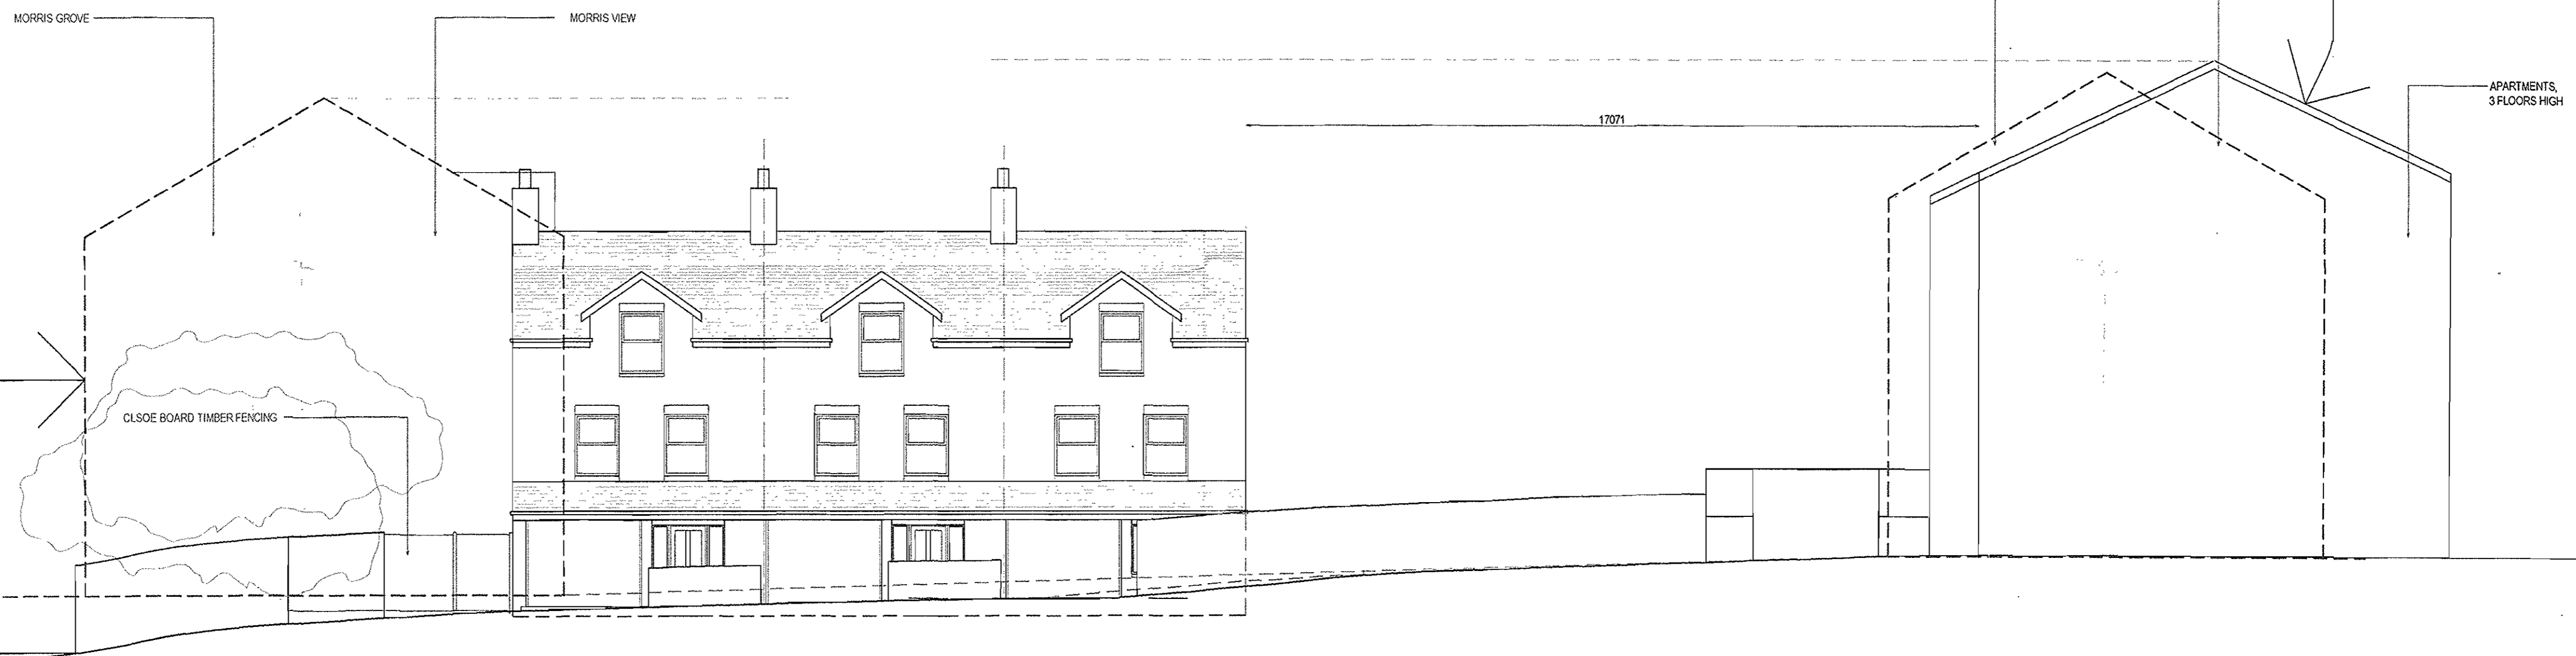 MORRIS GROVE
MORRIS VIEW
17071
APARTMENTS,
3 FLOORS HIGH
CLSOE BOARD TIMBER FENCING